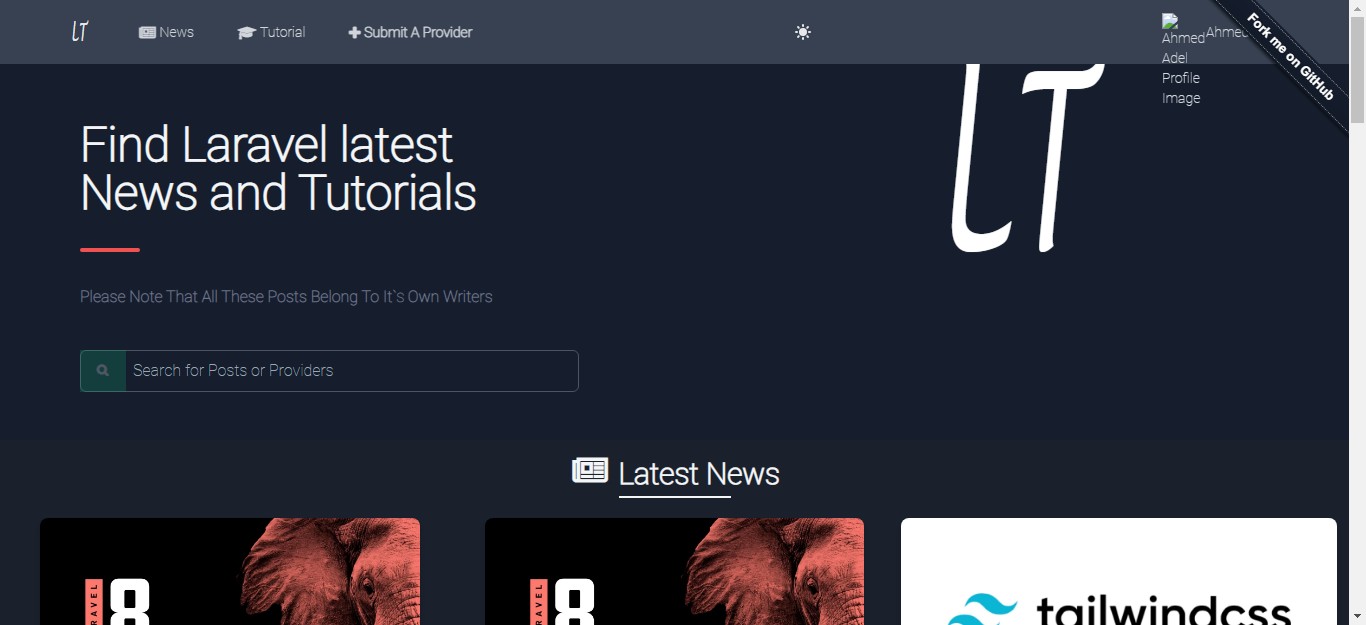 LT
News
Tutorial
Submit A Provider
Ahmed
Adel
Profile
Image
Ahmed
Fork me on GitHub
LT
Find Laravel latest
News and Tutorials
Please Note That All These Posts Belong To It`s Own Writers
Search for Posts or Providers
Latest News
RAVEL
8
RAVEL
8
tailwindcss